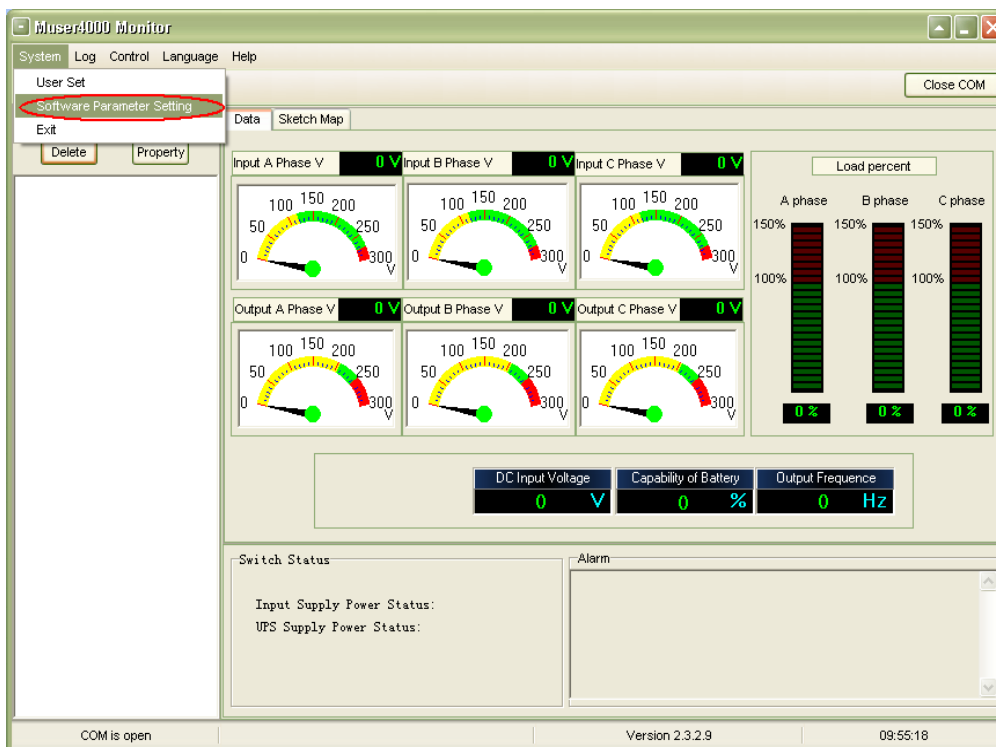 Muser4000 Monitor
System Log Control Language Help
User Set
Software Parameter Setting
Exit
Close COM
Delete Property
Data Sketch Map
Input A Phase V 0 V Input B Phase V 0 V Input C Phase V 0 V
0 50 100 150 200 250 300 V
0 50 100 150 200 250 300 V
0 50 100 150 200 250 300 V
Output A Phase V 0 V Output B Phase V 0 V Output C Phase V 0 V
0 50 100 150 200 250 300 V
0 50 100 150 200 250 300 V
0 50 100 150 200 250 300 V
Load percent
A phase B phase C phase
150% 150% 150%
100% 100% 100%
0 % 0 % 0 %
DC Input Voltage Capability of Battery Output Frequence
0 V 0 % 0 Hz
Switch Status
Input Supply Power Status:
UPS Supply Power Status:
Alarm
COM is open Version 2.3.2.9 09:55:18